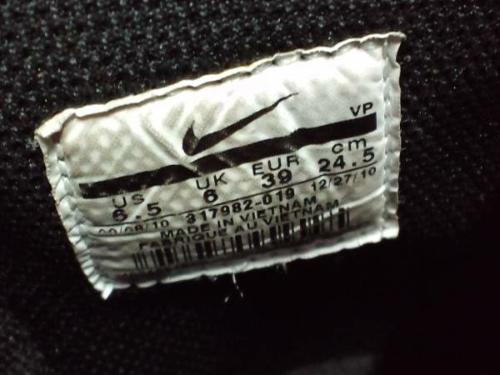 VP
US UK EUR cm
6.5 6 39 24.5
317982-019 12/27/10
MADE IN VIETNAM
FABRIQUE AU VIETNAM